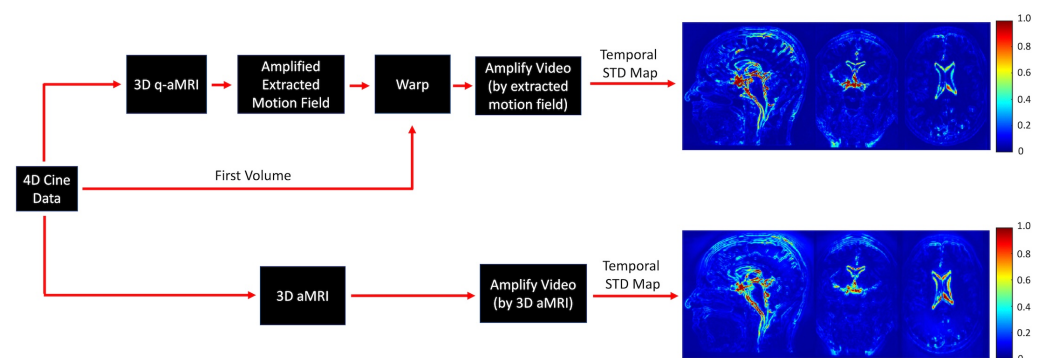 3D q-aMRI
Amplified
Extracted
Motion Field
Warp
Amplify Video
(by extracted
motion field)
Temporal
STD Map
1.0
0.8
0.6
0.4
0.2
0
4D Cine
Data
First Volume
3D aMRI
Amplify Video
(by 3D aMRI)
Temporal
STD Map
1.0
0.8
0.6
0.4
0.2
0